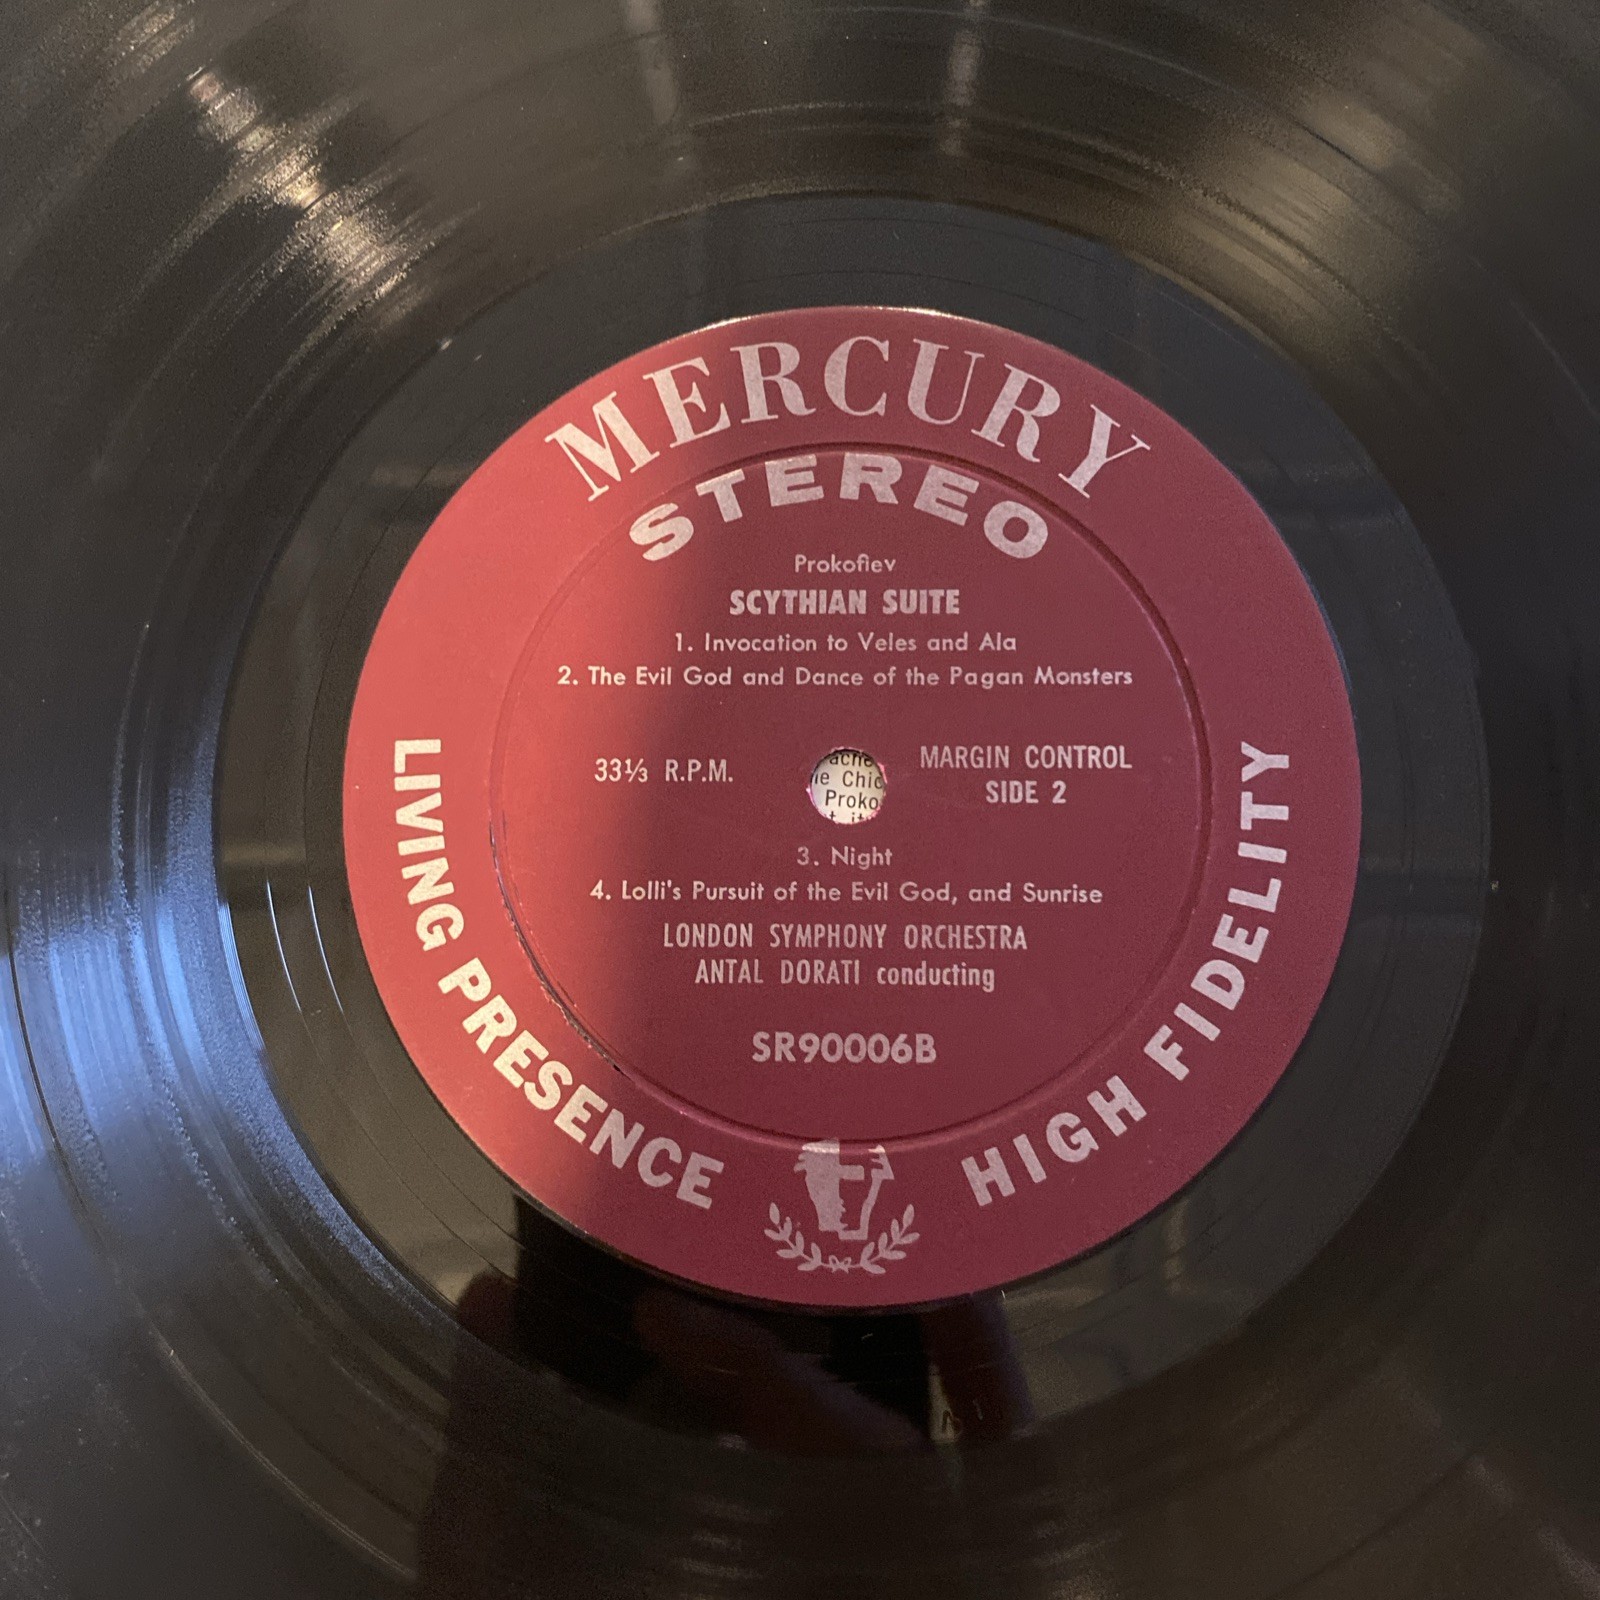 MERCURY
STEREO
Prokofiev
SCYTHIAN SUITE
1. Invocation to Veles and Ala
2. The Evil God and Dance of the Pagan Monsters
33⅓ R.P.M.
MARGIN CONTROL
SIDE 2
3. Night
4. Lolli's Pursuit of the Evil God, and Sunrise
LONDON SYMPHONY ORCHESTRA
ANTAL DORATI conducting
SR90006B
LIVING PRESENCE
HIGH FIDELITY